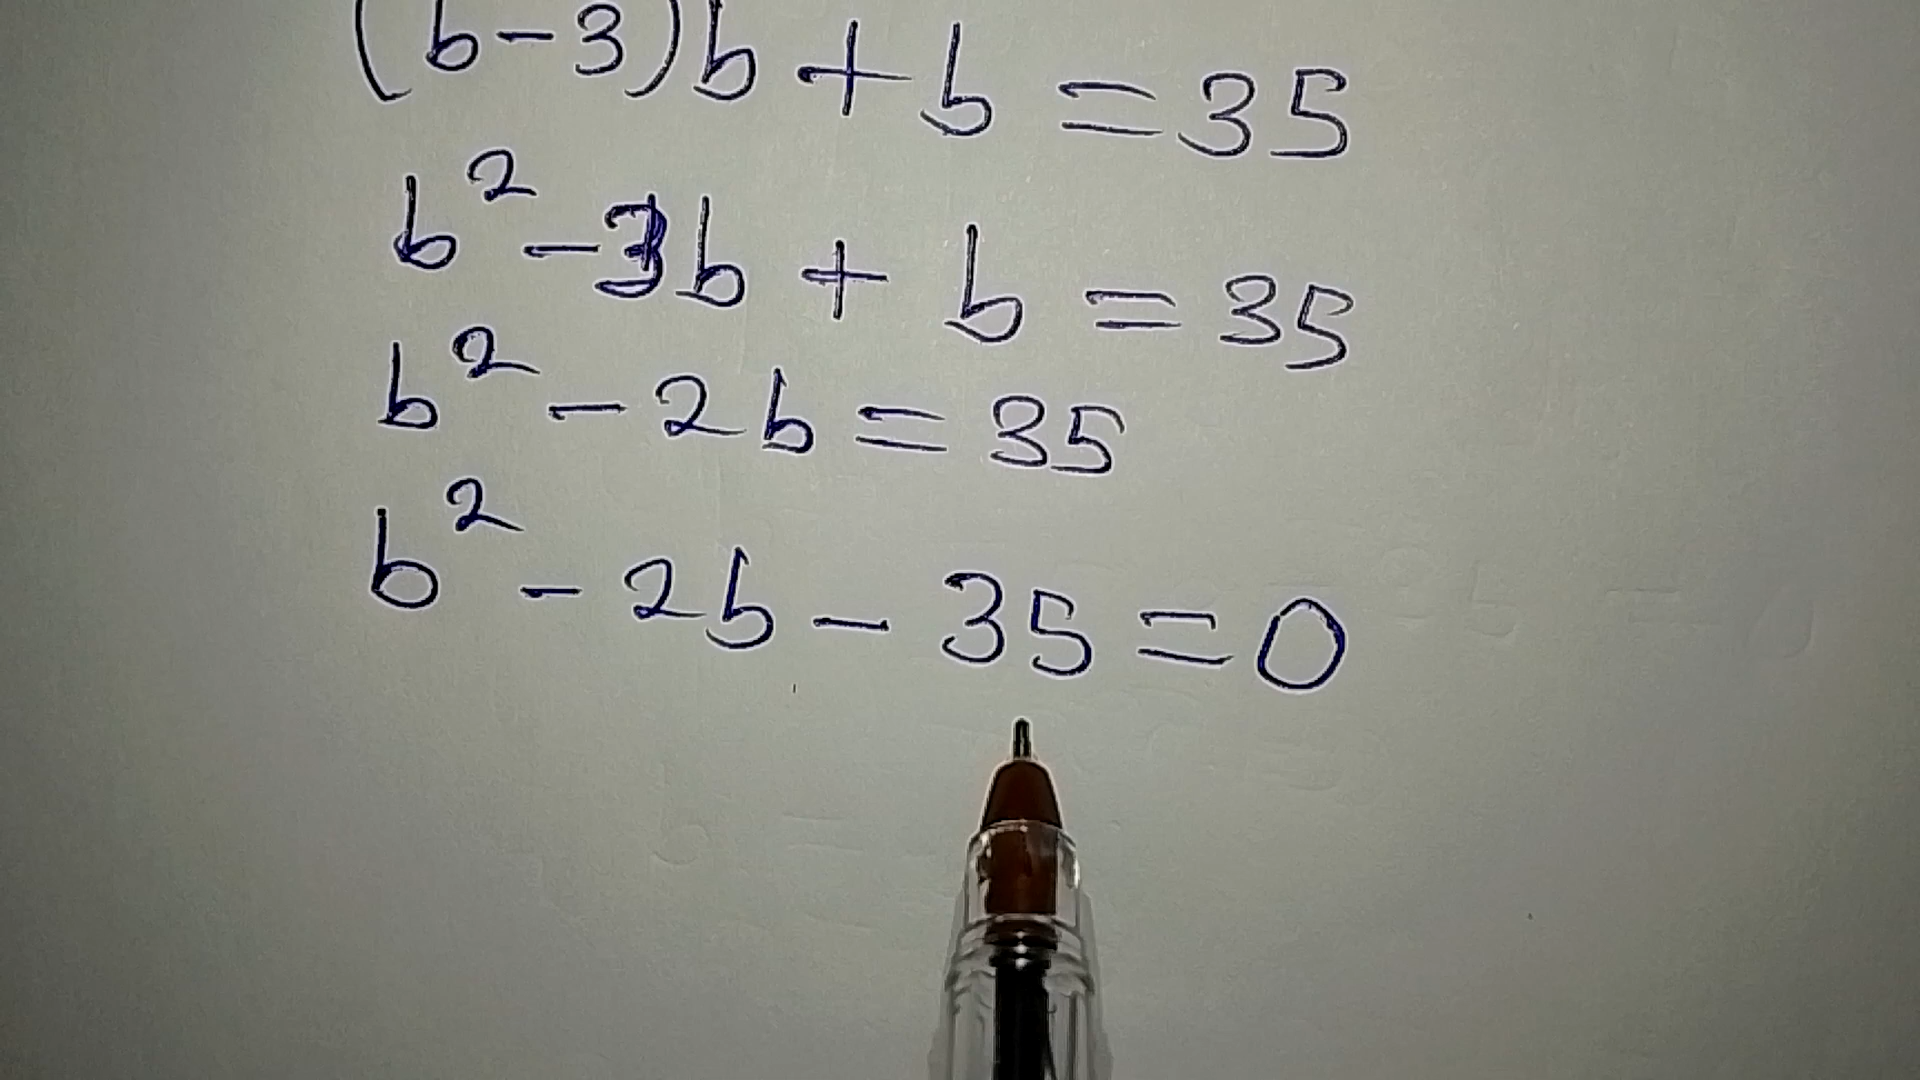 (b-3)b + b = 35
b² - 3b + b = 35
b² - 2b = 35
b² - 2b - 35 = 0